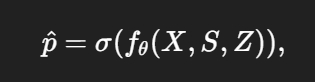 p̂ = σ(f_θ(X, S, Z)),